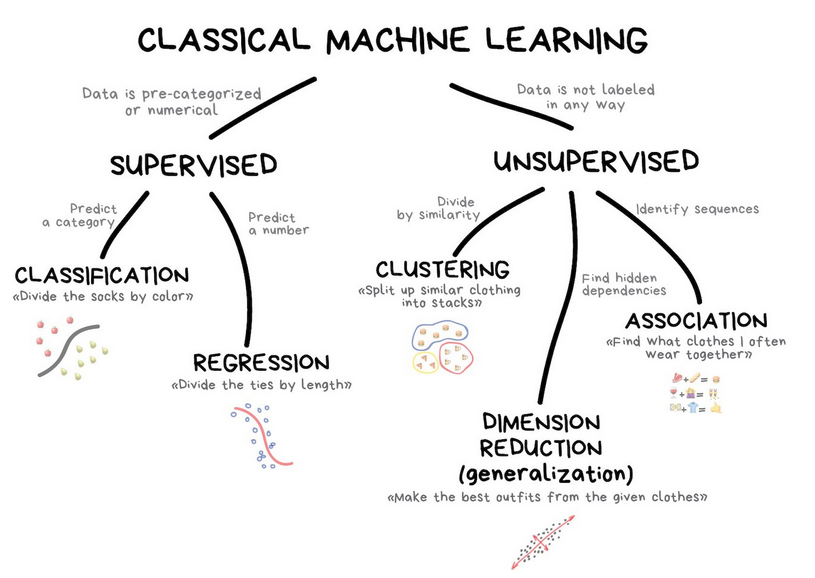 CLASSICAL MACHINE LEARNING
Data is pre-categorized
or numerical
Data is not labeled
in any way
SUPERVISED
UNSUPERVISED
Predict
a category
Predict
a number
Divide
by similarity
Identify sequences
CLASSIFICATION
«Divide the socks by color»
CLUSTERING
«Split up similar clothing
into stacks»
Find hidden
dependencies
ASSOCIATION
«Find What clothes I often
wear together»
REGRESSION
«Divide the ties by length»
+ =
+ =
+ =
DIMENSION
REDUCTION
(generalization)
«Make the best outfits from the given clothes»